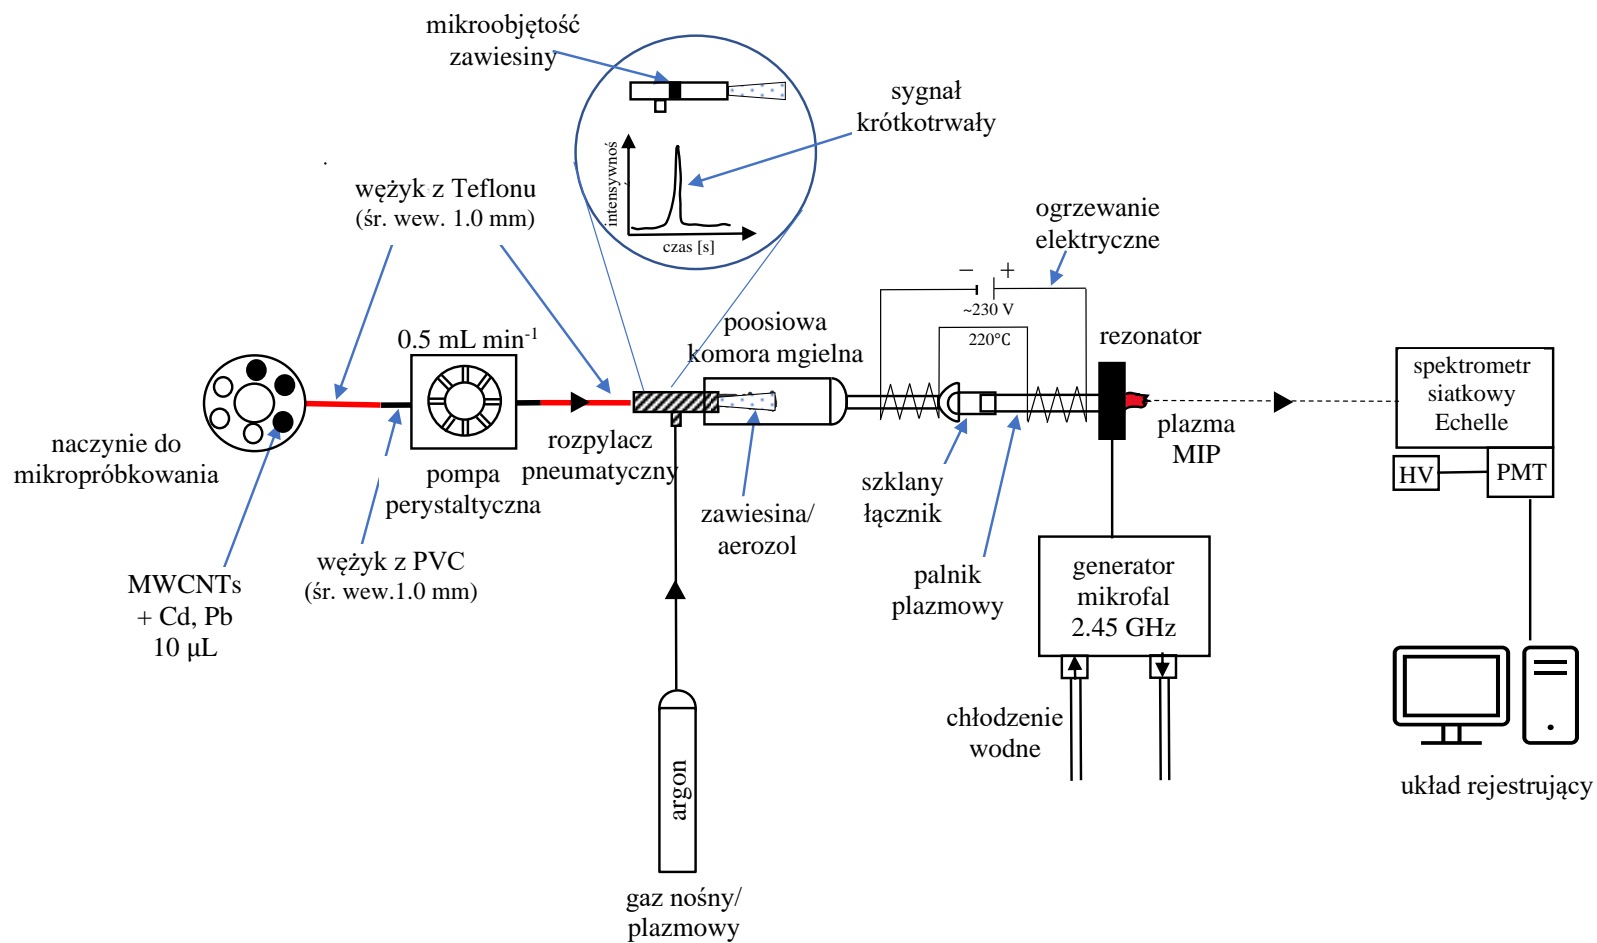 mikroobjętość
zawiesiny
sygnał
krótkotrwały
intensywnoś
czas [s]
wężyk z Teflonu
(śr. wew. 1.0 mm)
ogrzewanie
elektryczne
− +
~230 V
220°C
0.5 mL min-1
poosiowa
komora mgielna
rezonator
spektrometr
siatkowy
Echelle
HV
PMT
naczynie do
mikropróbkowania
pompa
perystaltyczna
rozpylacz
pneumatyczny
plazma
MIP
szklany
łącznik
zawiesina/
aerozol
wężyk z PVC
(śr. wew.1.0 mm)
MWCNTs
+ Cd, Pb
10 μL
palnik
plazmowy
generator
mikrofal
2.45 GHz
chłodzenie
wodne
argon
układ rejestrujący
gaz nośny/
plazmowy